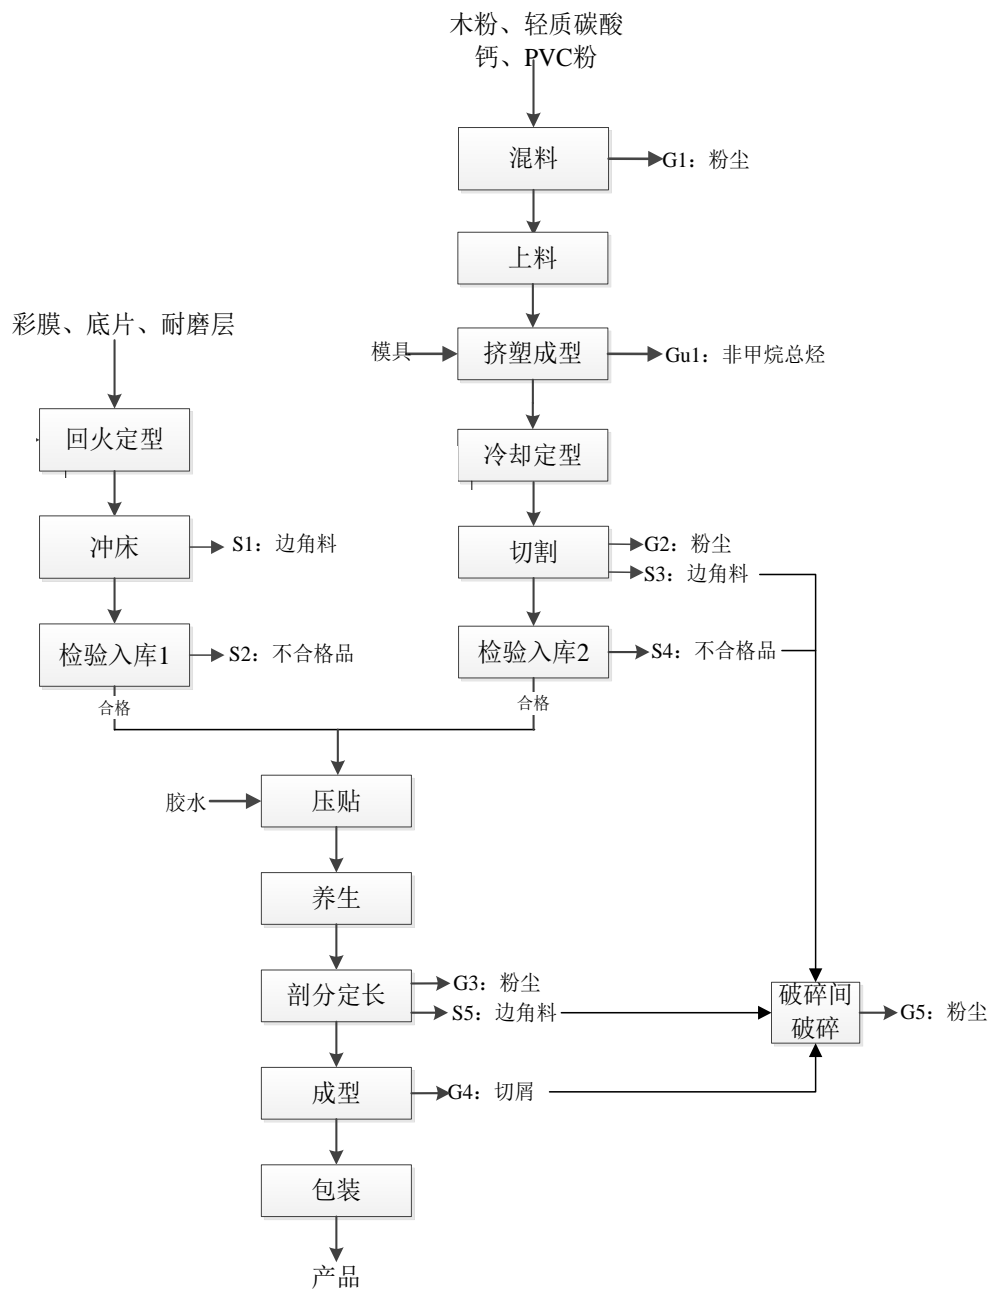 木粉、轻质碳酸
钙、PVC粉
混料
G1：粉尘
上料
彩膜、底片、耐磨层
模具
挤塑成型
Gu1：非甲烷总烃
回火定型
冷却定型
冲床
S1：边角料
切割
G2：粉尘
S3：边角料
检验入库1
S2：不合格品
检验入库2
S4：不合格品
合格
合格
胶水
压贴
养生
剖分定长
G3：粉尘
S5：边角料
破碎间
破碎
G5：粉尘
成型
G4：切屑
包装
产品